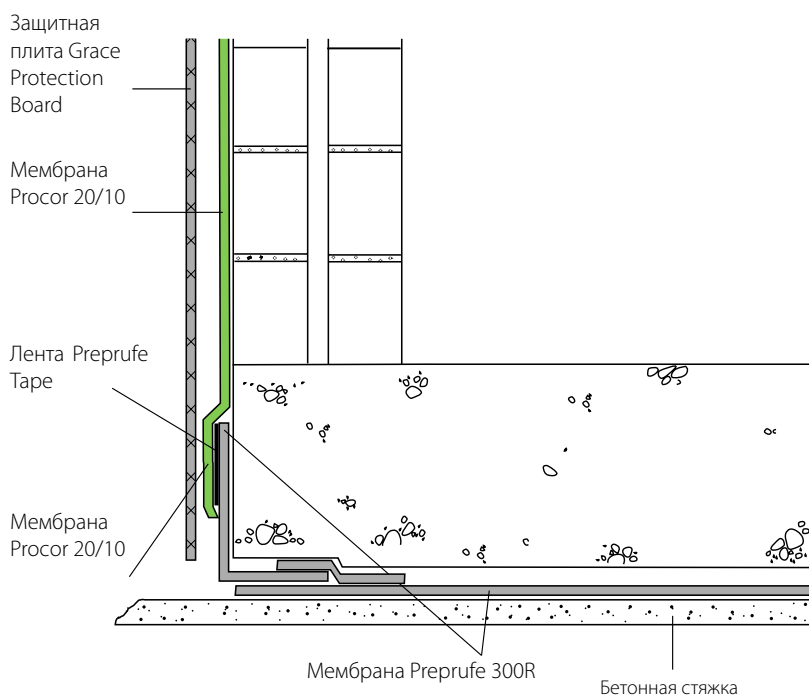 Защитная
плита Grace
Protection
Board
Мембрана
Procor 20/10
Лента Preprufe
Tape
Мембрана
Procor 20/10
Мембрана Preprufe 300R
Бетонная стяжка